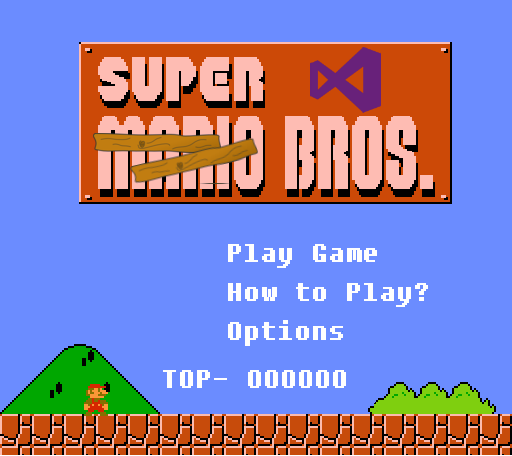 SUPER
MARIO BROS.
Play Game
How to Play?
Options
TOP- 000000